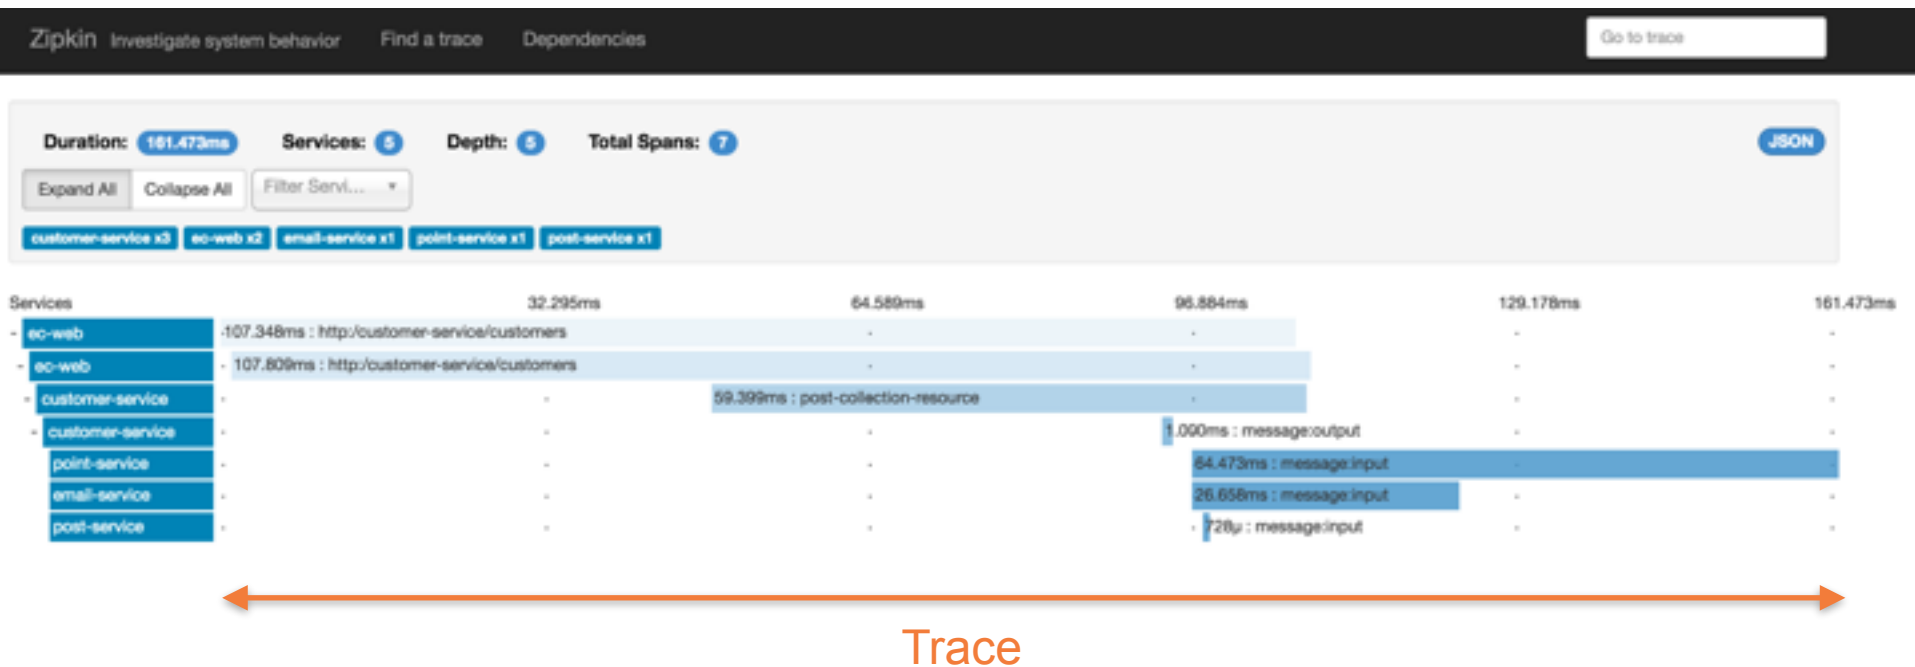 Zipkin Investigate system behavior Find a trace Dependencies Go to trace
Duration: 161.473ms Services: 5 Depth: 5 Total Spans: 7 JSON
Expand All Collapse All Filter Servi...
customer-service x3 ec-web x2 email-service x1 point-service x1 post-service x1
Services 32.295ms 64.589ms 96.884ms 129.178ms 161.473ms
- ec-web 107.348ms : http:/customer-service/customers
- ec-web 107.809ms : http:/customer-service/customers
- customer-service 59.399ms : post-collection-resource
- customer-service 1.090ms : message:output
point-service 64.473ms : message:input
email-service 26.658ms : message:input
post-service 728μ : message:input
Trace